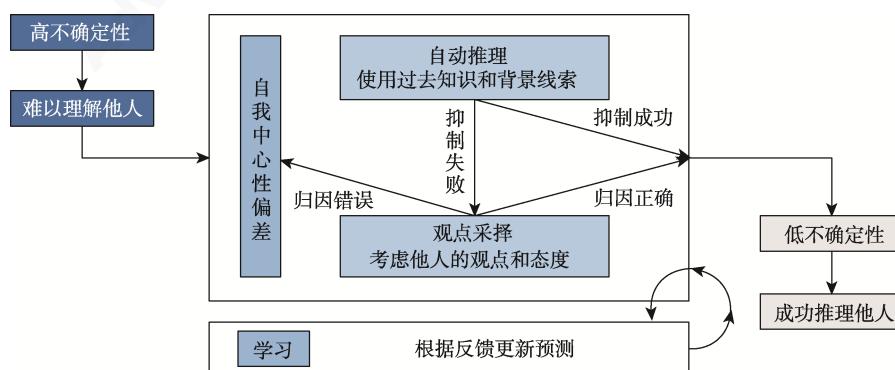 高不确定性
难以理解他人
自我中心性偏差
自动推理
使用过去知识和背景线索
抑制失败
抑制成功
归因错误
归因正确
观点采择
考虑他人的观点和态度
低不确定性
成功推理他人
学习
根据反馈更新预测